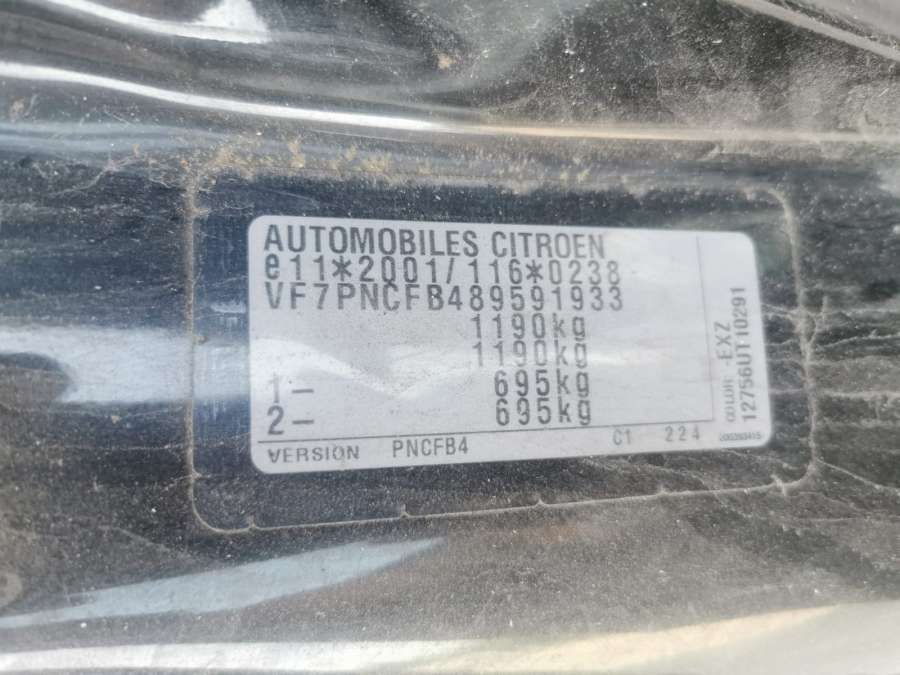 AUTOMOBILES CITROEN
e11*2001/116*0238
VF7PNCFB489591933
1190kg
1190kg
1- 695kg
2- 695kg
VERSION PNCFB4 C1 224
COLOR -EXZ
12756UT10291